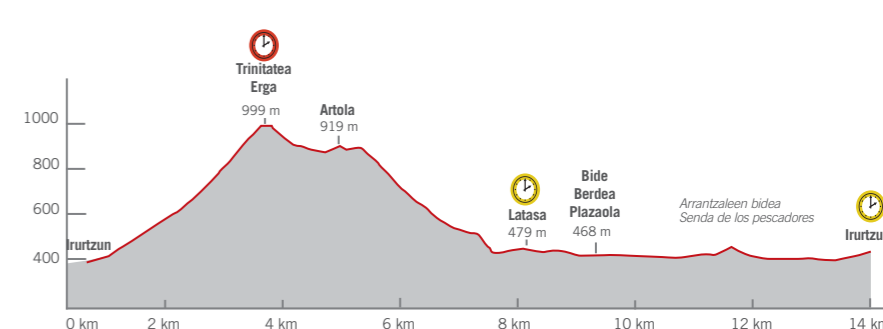 Trinitatea
Erga
999 m
Artola
919 m
1000
800
600
400
Irurtzun
Latasa
479 m
Bide
Berdea
Plazaola
468 m
Arrantzaleen bidea
Senda de los pescadores
Irurtzu
0 km
2 km
4 km
6 km
8 km
10 km
12 km
14 km